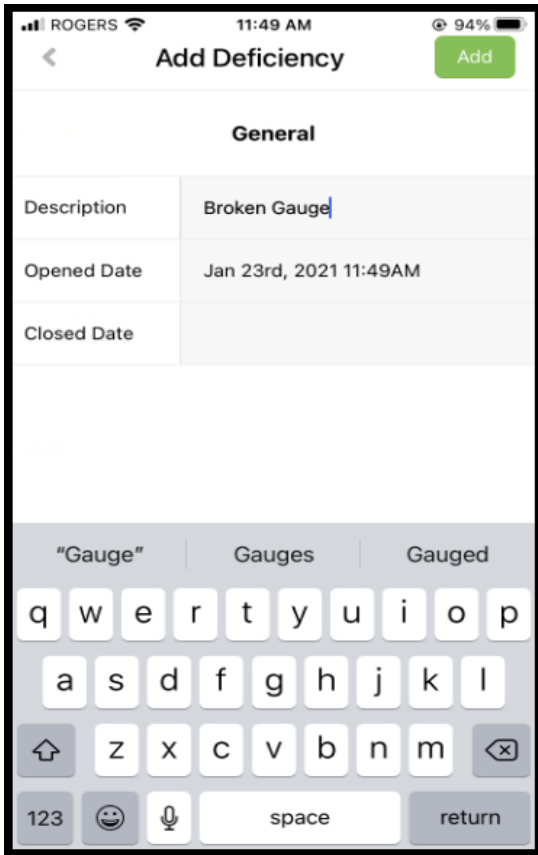 ROGERS 11:49 AM 94%
Add Deficiency Add
General
Description Broken Gauge
Opened Date Jan 23rd, 2021 11:49AM
Closed Date
“Gauge” Gauges Gauged
q w e r t y u i o p
a s d f g h j k l
z x c v b n m
123 space return